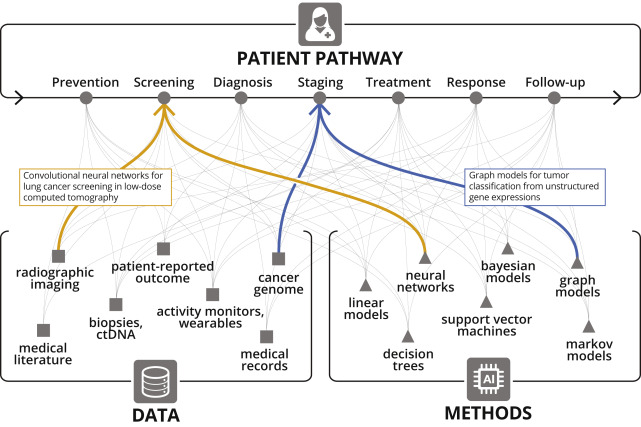 PATIENT PATHWAY
Prevention
Screening
Diagnosis
Staging
Treatment
Response
Follow-up
Convolutional neural networks for
lung cancer screening in low-dose
computed tomography
Graph models for tumor
classification from unstructured
gene expressions
radiographic
imaging
patient-reported
outcome
cancer
genome
biopsies,
ctDNA
activity monitors,
wearables
medical
literature
medical
records
neural
networks
bayesian
models
graph
models
linear
models
support vector
machines
decision
trees
markov
models
AI
DATA
METHODS